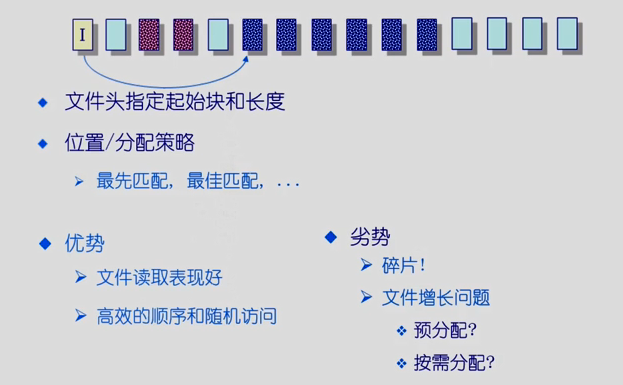 I
文件头指定起始块和长度
位置/分配策略
最先匹配, 最佳匹配, ...
优势
文件读取表现好
高效的顺序和随机访问
劣势
碎片!
文件增长问题
预分配?
按需分配?